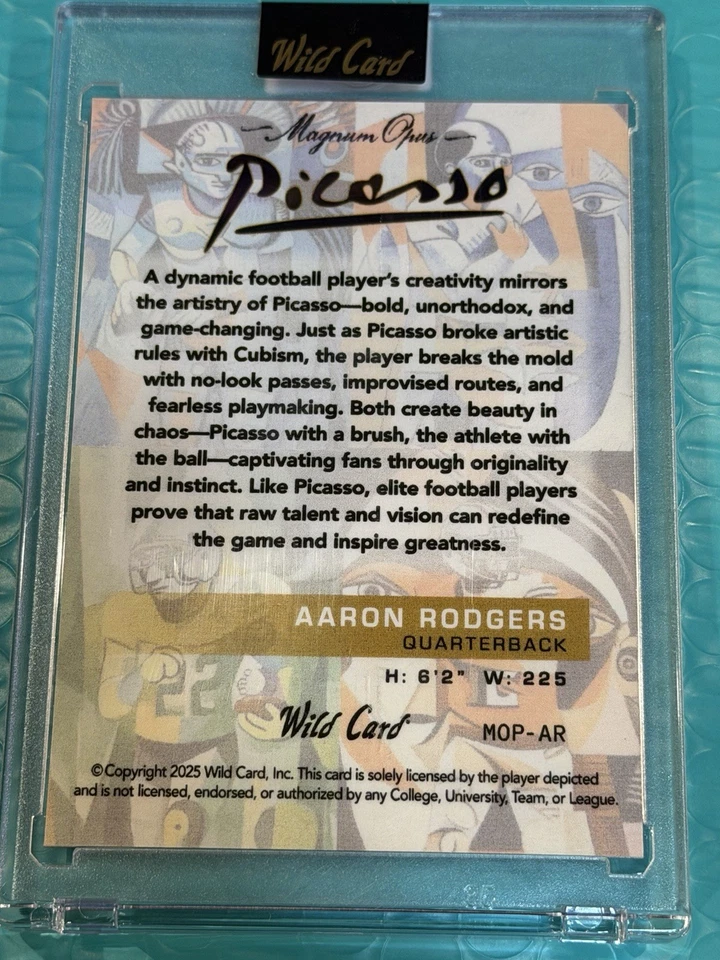 Wild Card
Magnum Opus
Picasso
A dynamic football player's creativity mirrors
the artistry of Picasso—bold, unorthodox, and
game-changing. Just as Picasso broke artistic
rules with Cubism, the player breaks the mold
with no-look passes, improvised routes, and
fearless playmaking. Both create beauty in
chaos—Picasso with a brush, the athlete with
the ball—captivating fans through originality
and instinct. Like Picasso, elite football players
prove that raw talent and vision can redefine
the game and inspire greatness.
AARON RODGERS
QUARTERBACK
H: 6'2" W: 225
22
Wild Card MOP-AR
©Copyright 2025 Wild Card, Inc. This card is solely licensed by the player depicted
and is not licensed, endorsed, or authorized by any College, University, Team, or League.